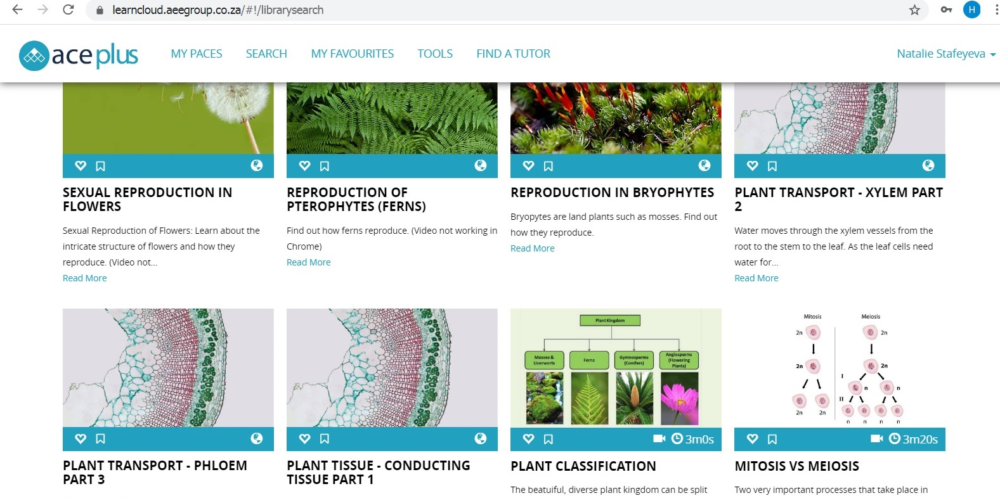 learncloud.aeegroup.co.za/#!/librarysearch
H
ace plus
MY PACES
SEARCH
MY FAVOURITES
TOOLS
FIND A TUTOR
Natalie Stafeyeva
SEXUAL REPRODUCTION IN
FLOWERS
Sexual Reproduction of Flowers: Learn about the
intricate structure of flowers and how they
reproduce. (Video not...
Read More
REPRODUCTION OF
PTEROPHYTES (FERNS)
Find out how ferns reproduce. (Video not working in
Chrome)
Read More
REPRODUCTION IN BRYOPHYTES
Bryopytes are land plants such as mosses. Find out
how they reproduce.
Read More
PLANT TRANSPORT - XYLEM PART
2
Water moves through the xylem vessels from the
root to the stem to the leaf. As the leaf cells need
water for...
Read More
PLANT TRANSPORT - PHLOEM
PART 3
PLANT TISSUE - CONDUCTING
TISSUE PART 1
Plant Kingdom
Mosses &
Liverworts
Ferns
Gymnosperms
(Conifers)
Angiosperms
(Flowering
Plants)
3m0s
PLANT CLASSIFICATION
The beatuiful, diverse plant kingdom can be split
Mitosis
Meiosis
2n
2n
2n
2n
I
n
n
II
2n
2n
n
n
n
n
3m20s
MITOSIS VS MEIOSIS
Two very important processes that take place in